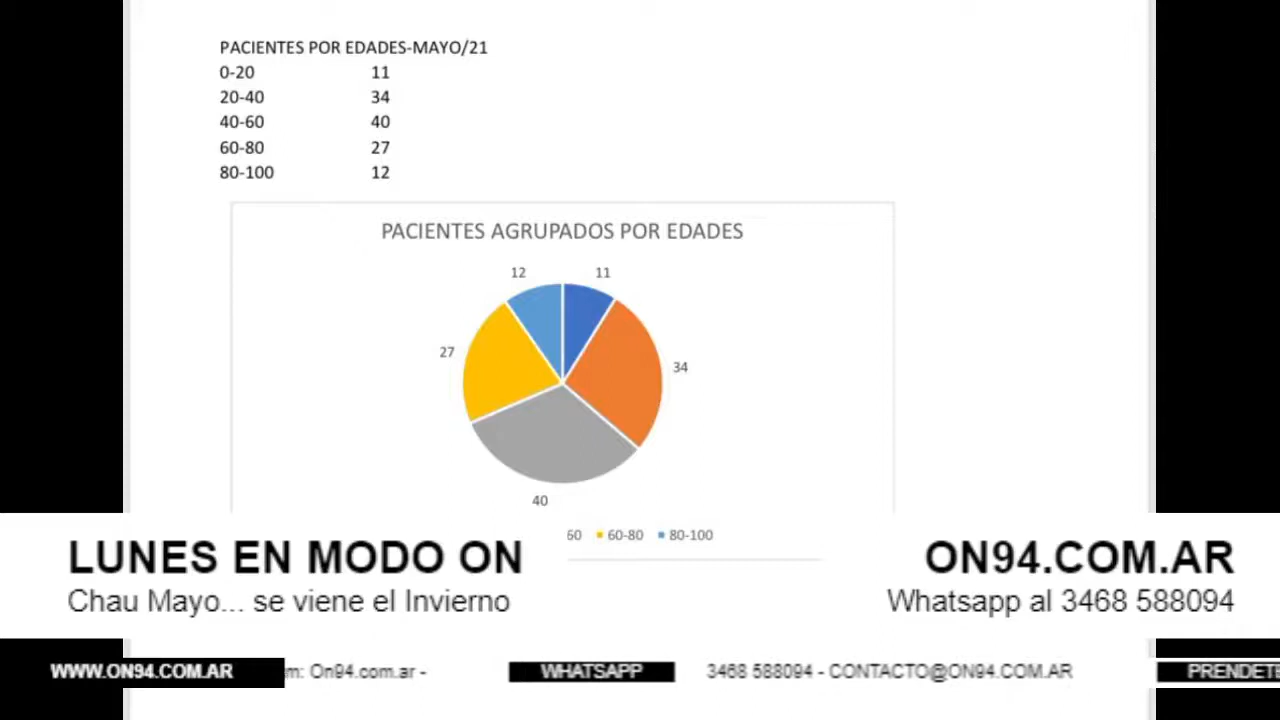 PACIENTES POR EDADES-MAYO/21
0-20 11
20-40 34
40-60 40
60-80 27
80-100 12
PACIENTES AGRUPADOS POR EDADES
12 11
27
34
40
60 60-80 80-100
LUNES EN MODO ON
ON94.COM.AR
Chau Mayo... se viene el Invierno
Whatsapp al 3468 588094
WWW.ON94.COM.AR m: On94.com.ar - WHATSAPP 3468 588094 - CONTACTO@ON94.COM.AR PRENDETE